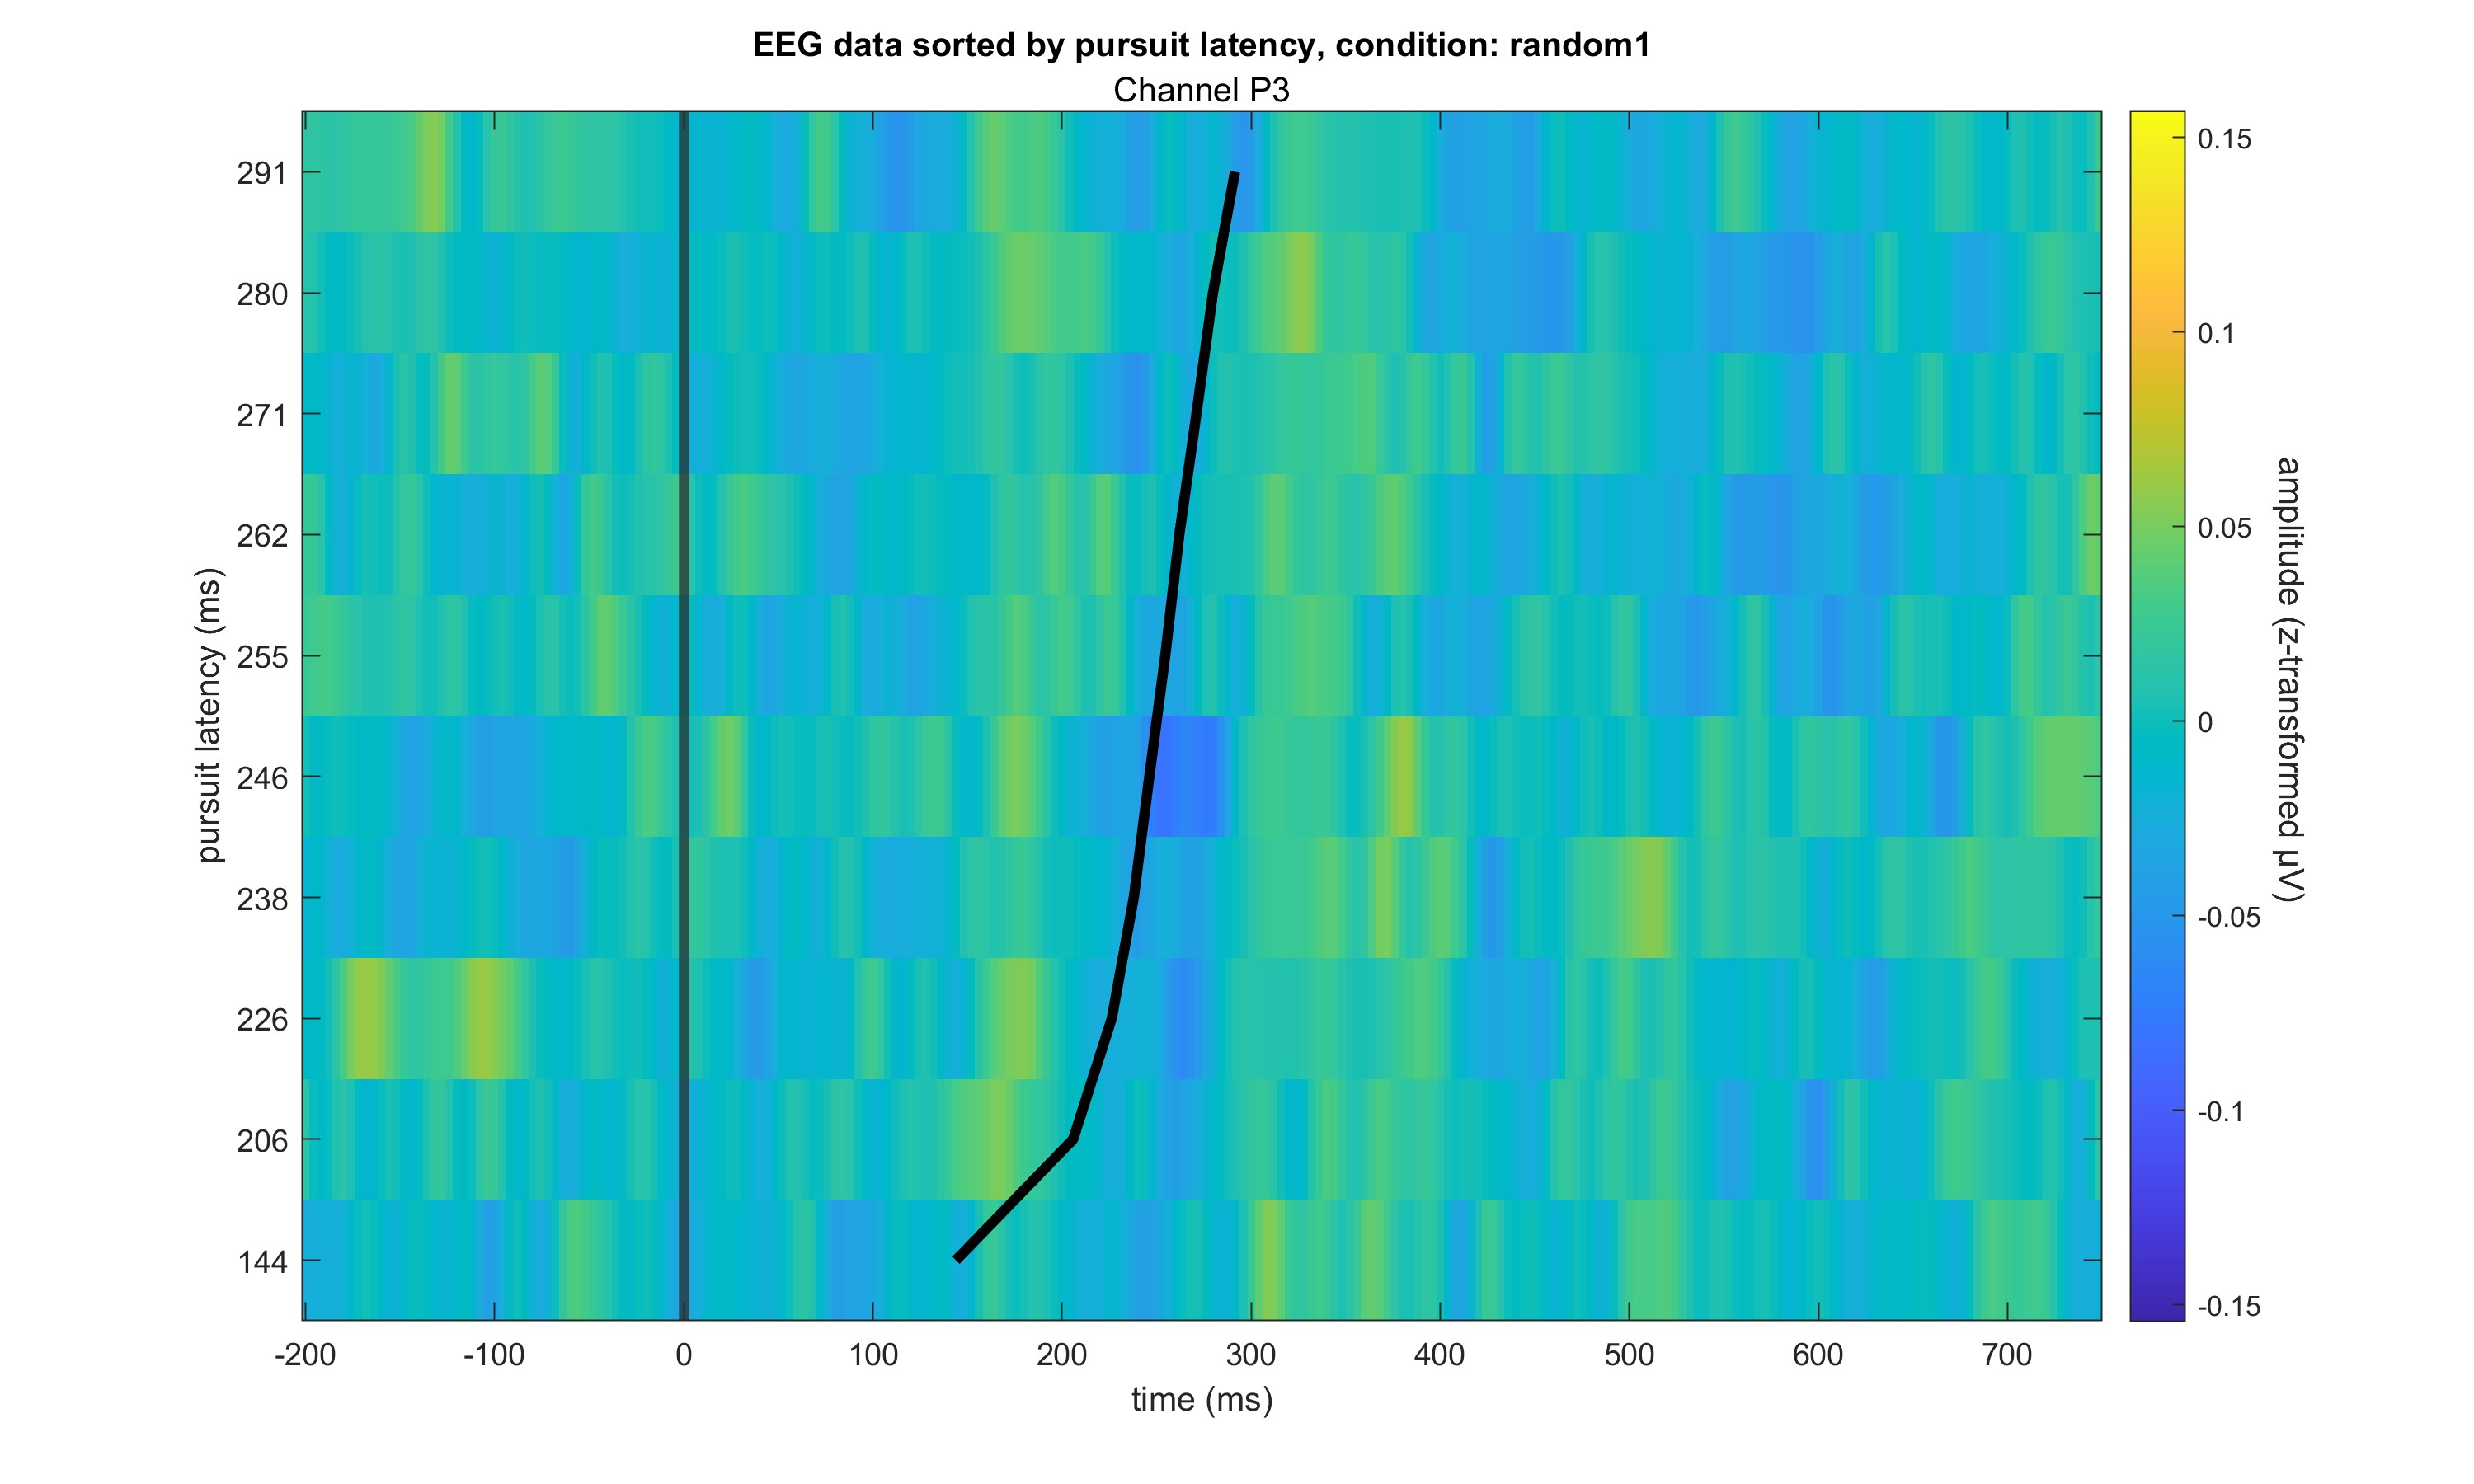 EEG data sorted by pursuit latency, condition: random1
Channel P3
pursuit latency (ms)
291
280
271
262
255
246
238
226
206
144
-200 -100 0 100 200 300 400 500 600 700
time (ms)
0.15
0.1
0.05
0
-0.05
-0.1
-0.15
amplitude (z-transformed µV)